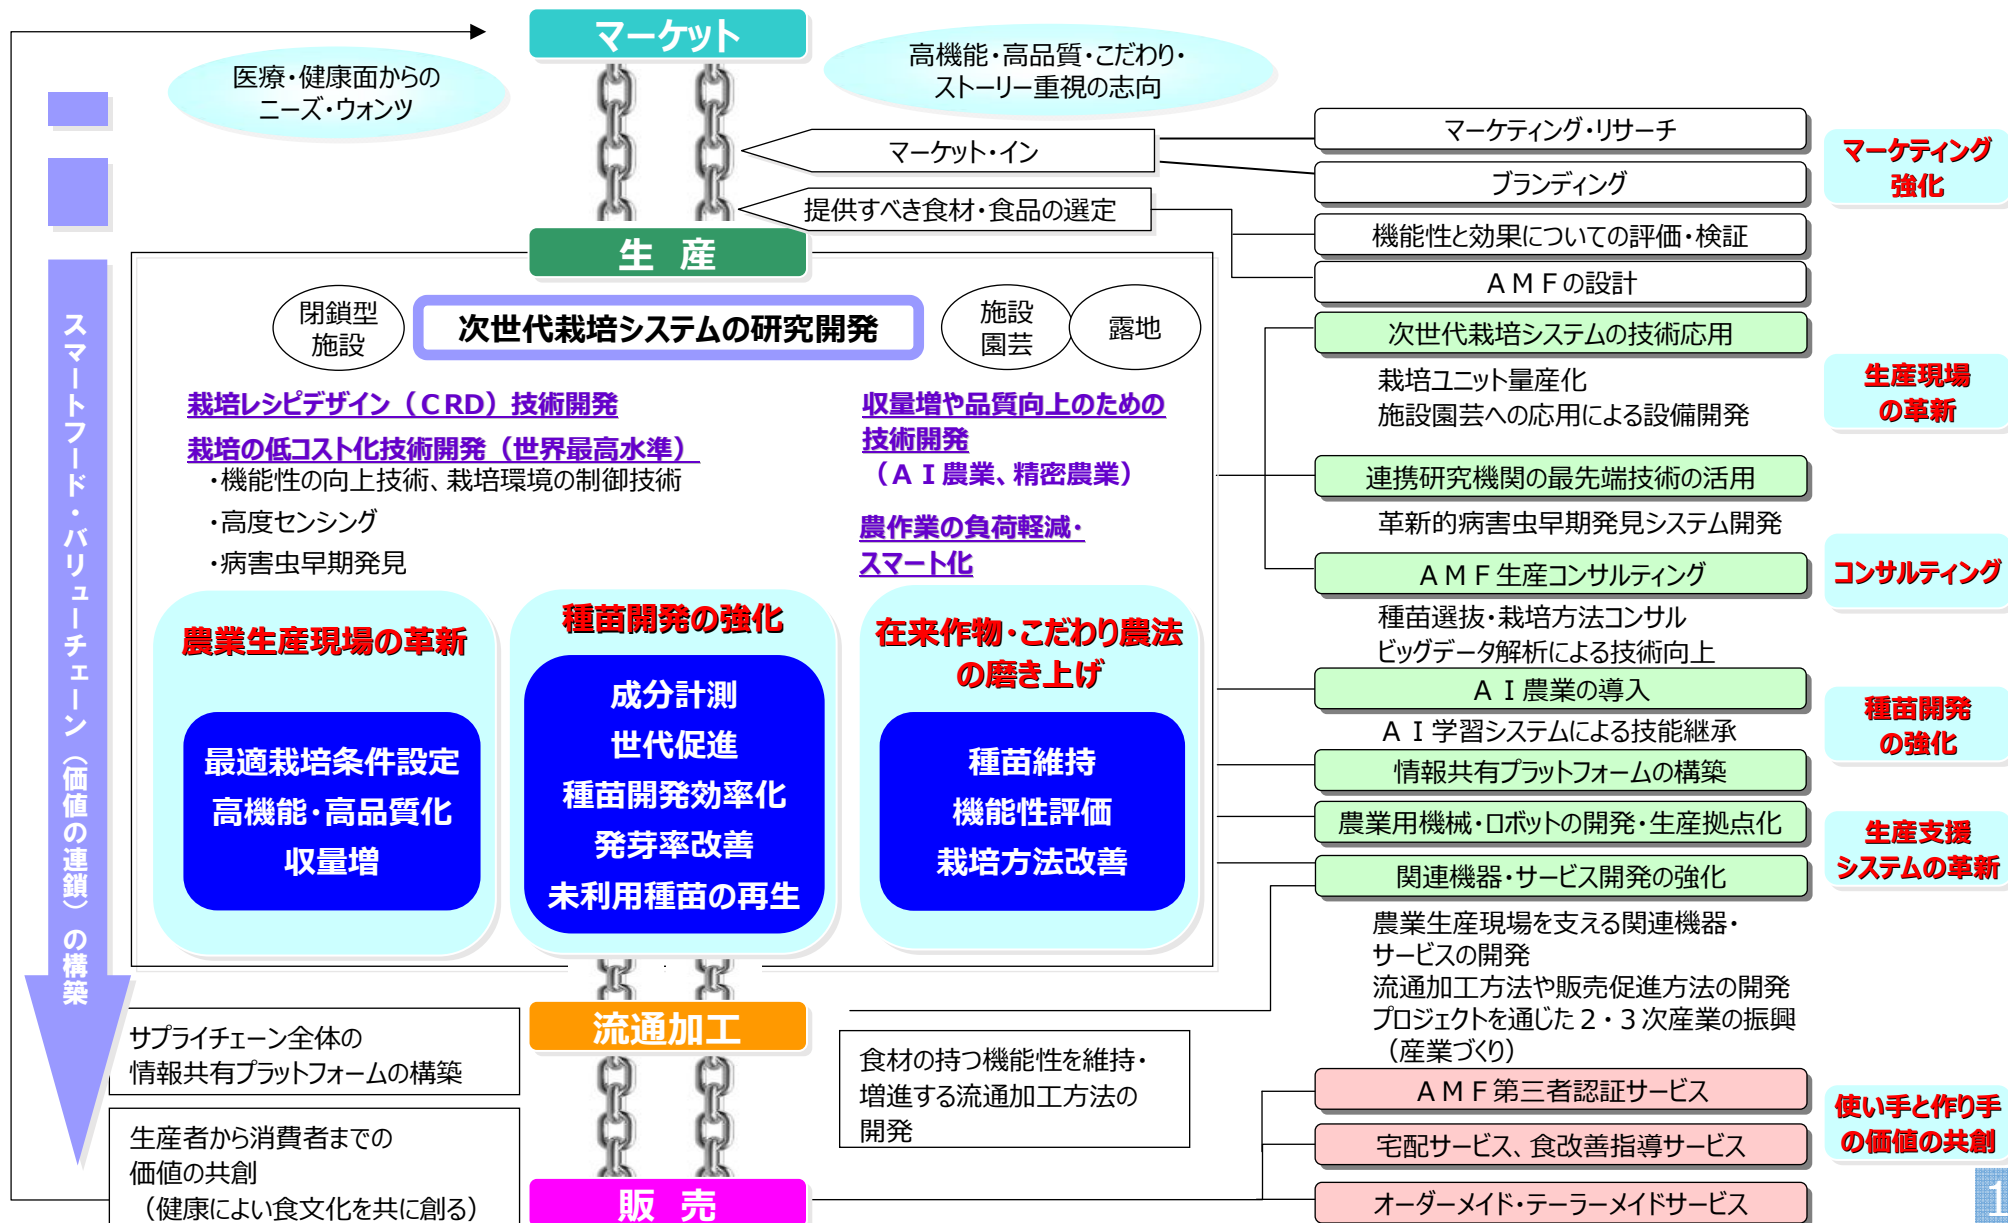 マーケット
医療・健康面からの
ニーズ・ウォンツ
高機能・高品質・こだわり・
ストーリー重視の志向
マーケット・イン
提供すべき食材・食品の選定
マーケティング・リサーチ
ブランディング
機能性と効果についての評価・検証
ＡＭＦの設計
マーケティング
強化
スマートフード・バリューチェーン（価値の連鎖）の構築
生　産
閉鎖型
施設
次世代栽培システムの研究開発
施設
園芸
露地
栽培レシピデザイン（ＣＲＤ）技術開発
栽培の低コスト化技術開発（世界最高水準）
・機能性の向上技術、栽培環境の制御技術
・高度センシング
・病害虫早期発見
収量増や品質向上のための
技術開発
（ＡＩ農業、精密農業）
農作業の負荷軽減・
スマート化
農業生産現場の革新
最適栽培条件設定
高機能・高品質化
収量増
種苗開発の強化
成分計測
世代促進
種苗開発効率化
発芽率改善
未利用種苗の再生
在来作物・こだわり農法
の磨き上げ
種苗維持
機能性評価
栽培方法改善
次世代栽培システムの技術応用
栽培ユニット量産化
施設園芸への応用による設備開発
連携研究機関の最先端技術の活用
革新的病害虫早期発見システム開発
ＡＭＦ生産コンサルティング
種苗選抜・栽培方法コンサル
ビッグデータ解析による技術向上
ＡＩ農業の導入
ＡＩ学習システムによる技能継承
情報共有プラットフォームの構築
農業用機械・ロボットの開発・生産拠点化
関連機器・サービス開発の強化
農業生産現場を支える関連機器・
サービスの開発
流通加工方法や販売促進方法の開発
プロジェクトを通じた２・３次産業の振興
（産業づくり）
生産現場
の革新
コンサルティング
種苗開発
の強化
生産支援
システムの革新
流通加工
サプライチェーン全体の
情報共有プラットフォームの構築
食材の持つ機能性を維持・
増進する流通加工方法の
開発
生産者から消費者までの
価値の共創
（健康によい食文化を共に創る）
販　売
ＡＭＦ第三者認証サービス
宅配サービス、食改善指導サービス
オーダーメイド・テーラーメイドサービス
使い手と作り手
の価値の共創
1